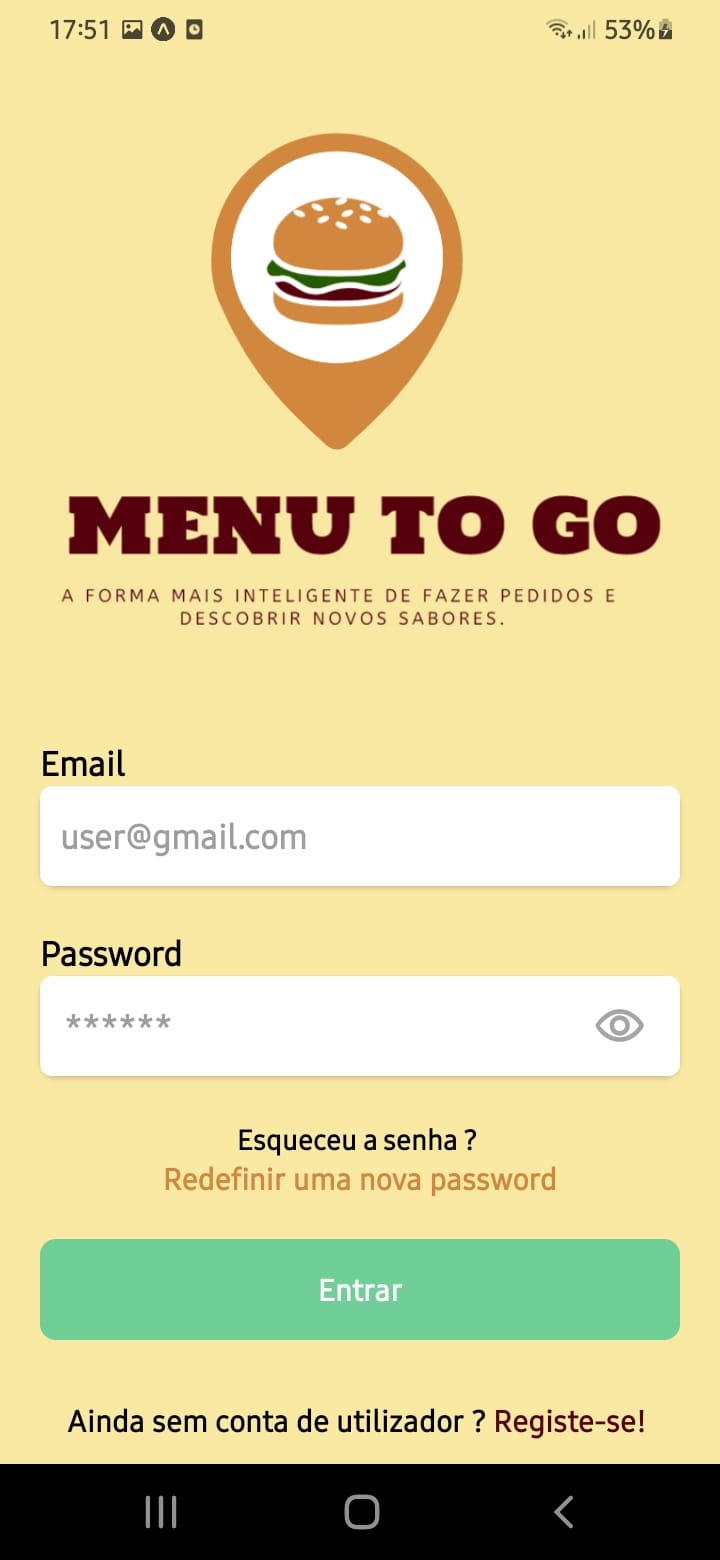 17:51 53%
MENU TO GO
A FORMA MAIS INTELIGENTE DE FAZER PEDIDOS E
DESCOBRIR NOVOS SABORES.
Email
user@gmail.com
Password
******
Esqueceu a senha ?
Redefinir uma nova password
Entrar
Ainda sem conta de utilizador ? Registe-se!